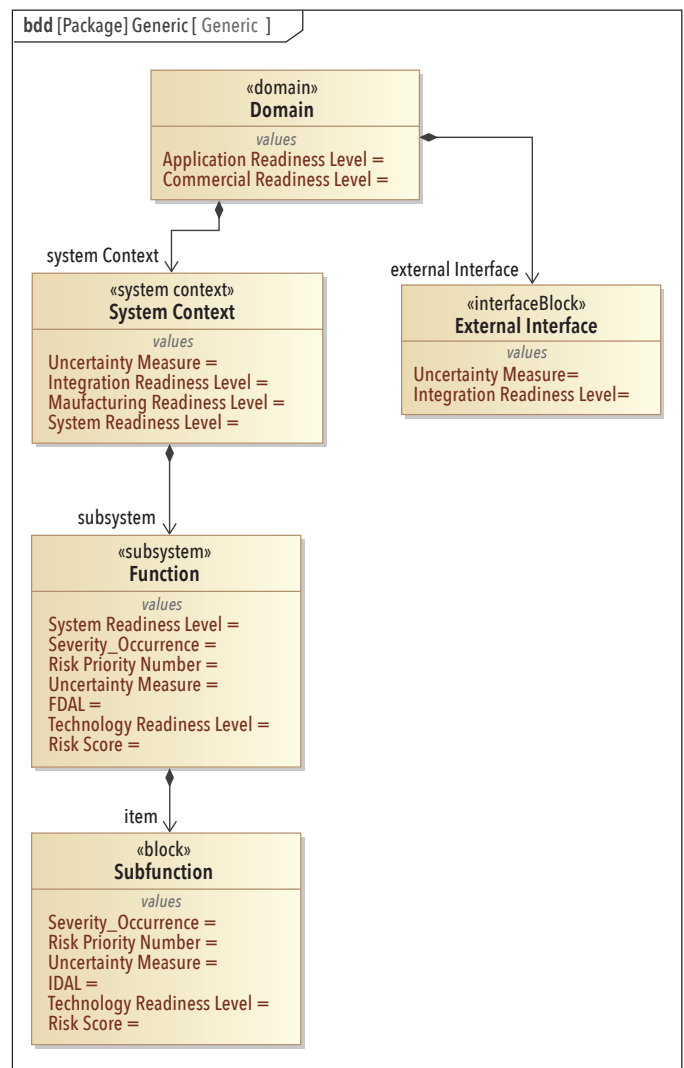 bdd [Package] Generic [ Generic ]
«domain»
Domain
values
Application Readiness Level =
Commercial Readiness Level =
system Context
external Interface
«system context»
System Context
values
Uncertainty Measure =
Integration Readiness Level =
Maufacturing Readiness Level =
System Readiness Level =
«interfaceBlock»
External Interface
values
Uncertainty Measure=
Integration Readiness Level=
subsystem
«subsystem»
Function
values
System Readiness Level =
Severity_Occurrence =
Risk Priority Number =
Uncertainty Measure =
FDAL =
Technology Readiness Level =
Risk Score =
item
«block»
Subfunction
values
Severity_Occurrence =
Risk Priority Number =
Uncertainty Measure =
IDAL =
Technology Readiness Level =
Risk Score =